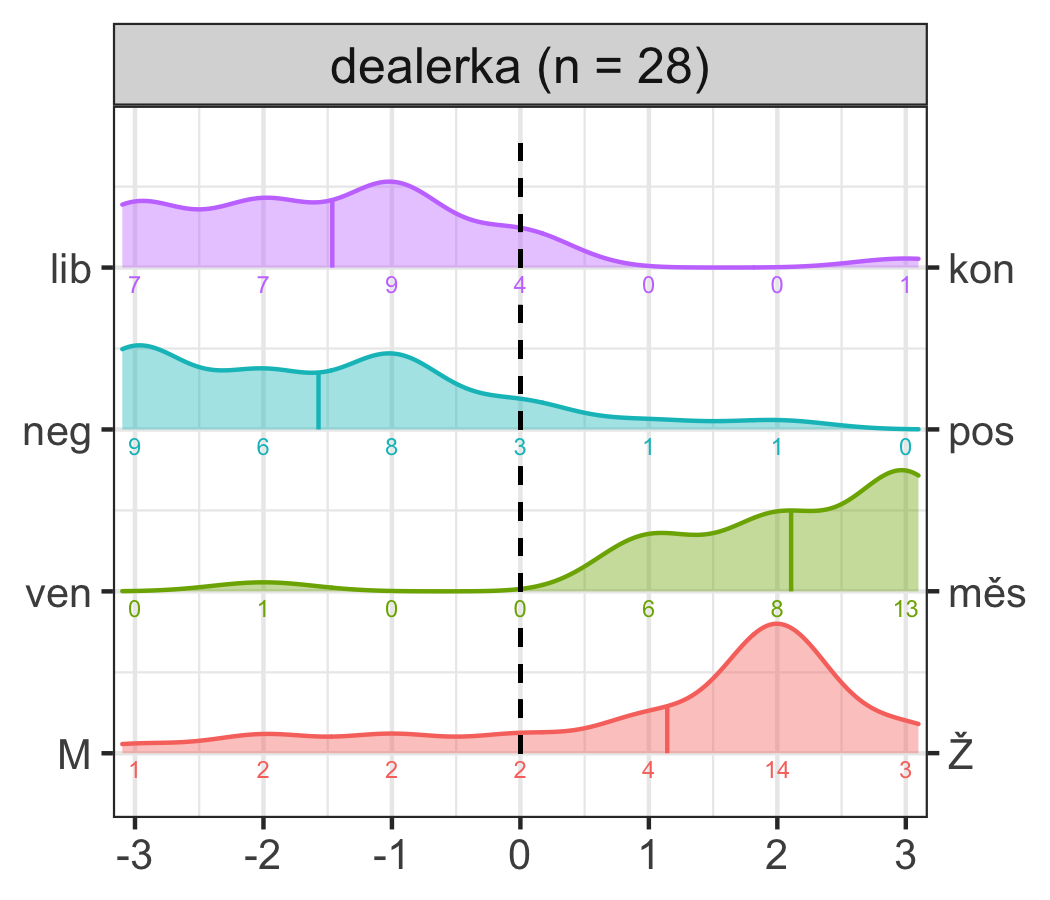 dealerka (n = 28)
lib kon
7 7 9 4 0 0 1
neg pos
9 6 8 3 1 1 0
ven měs
0 1 0 0 6 8 13
M Ž
1 2 2 2 4 14 3
-3 -2 -1 0 1 2 3